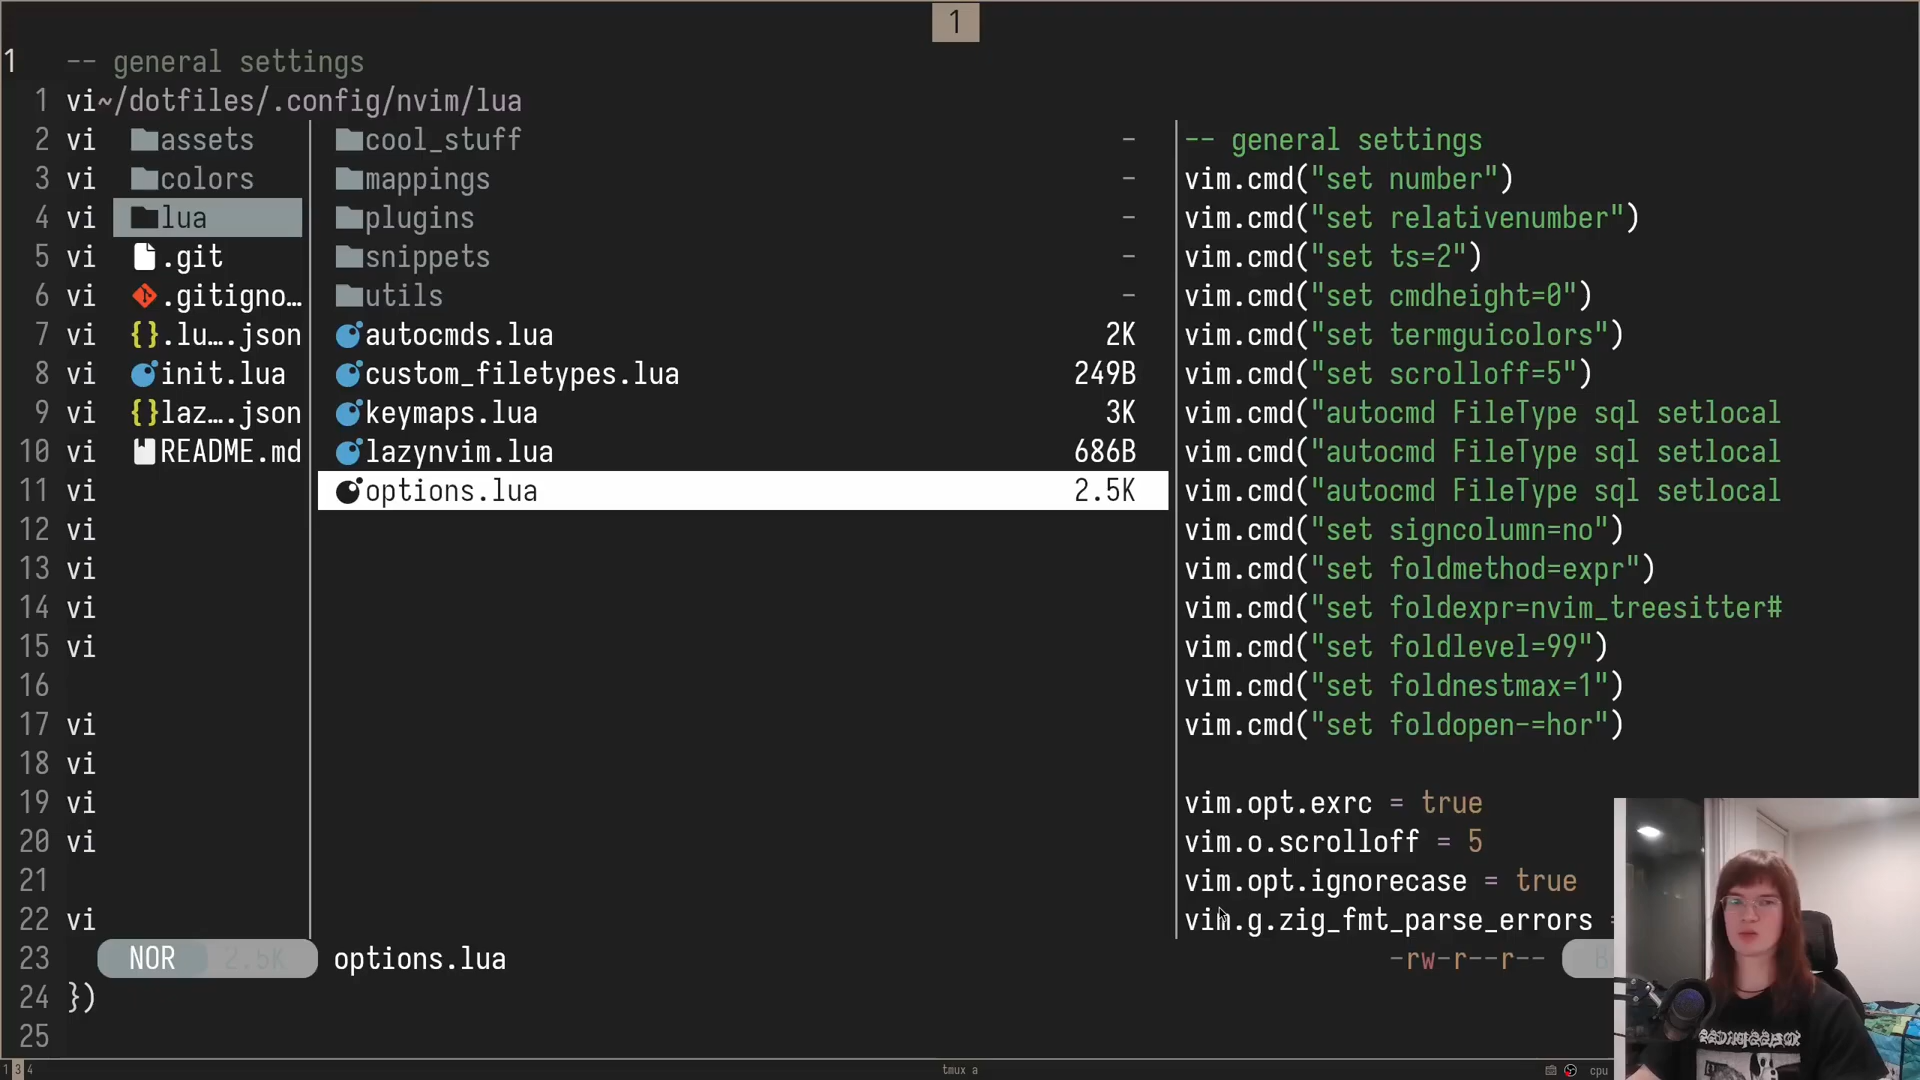 1
1 -- general settings
1 vi~/dotfiles/.config/nvim/lua
2 vi assets cool_stuff - -- general settings
3 vi colors mappings - vim.cmd("set number")
4 vi lua plugins - vim.cmd("set relativenumber")
5 vi .git snippets - vim.cmd("set ts=2")
6 vi .gitigno… utils - vim.cmd("set cmdheight=0")
7 vi {}.lu….json autocmds.lua 2K vim.cmd("set termguicolors")
8 vi init.lua custom_filetypes.lua 249B vim.cmd("set scrolloff=5")
9 vi {}laz….json keymaps.lua 3K vim.cmd("autocmd FileType sql setlocal
10 vi README.md lazynvim.lua 686B vim.cmd("autocmd FileType sql setlocal
11 vi options.lua 2.5K vim.cmd("autocmd FileType sql setlocal
12 vi vim.cmd("set signcolumn=no")
13 vi vim.cmd("set foldmethod=expr")
14 vi vim.cmd("set foldexpr=nvim_treesitter#
15 vi vim.cmd("set foldlevel=99")
16 vim.cmd("set foldnestmax=1")
17 vi vim.cmd("set foldopen-=hor")
18 vi
19 vi vim.opt.exrc = true
20 vi vim.o.scrolloff = 5
21 vim.opt.ignorecase = true
22 vi vim.g.zig_fmt_parse_errors =
23 NOR 2.5K options.lua -rw-r--r--
24 })
25
1 3 4 tmux a cpu